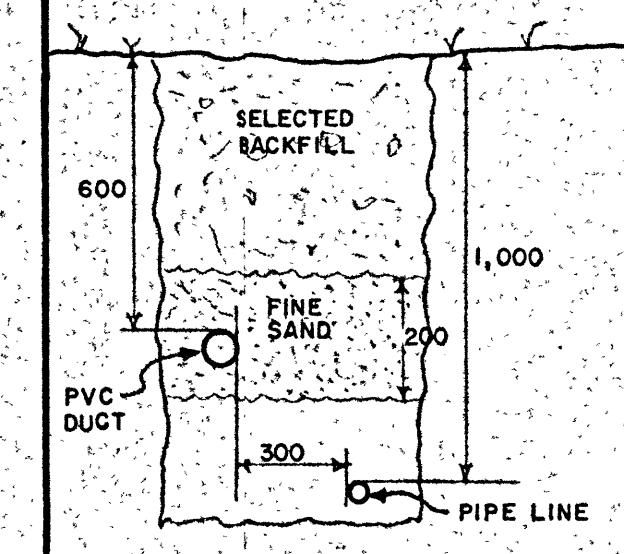 SELECTED
BACKFILL
600
1,000
FINE
SAND
200
PVC
DUCT
300
PIPE LINE